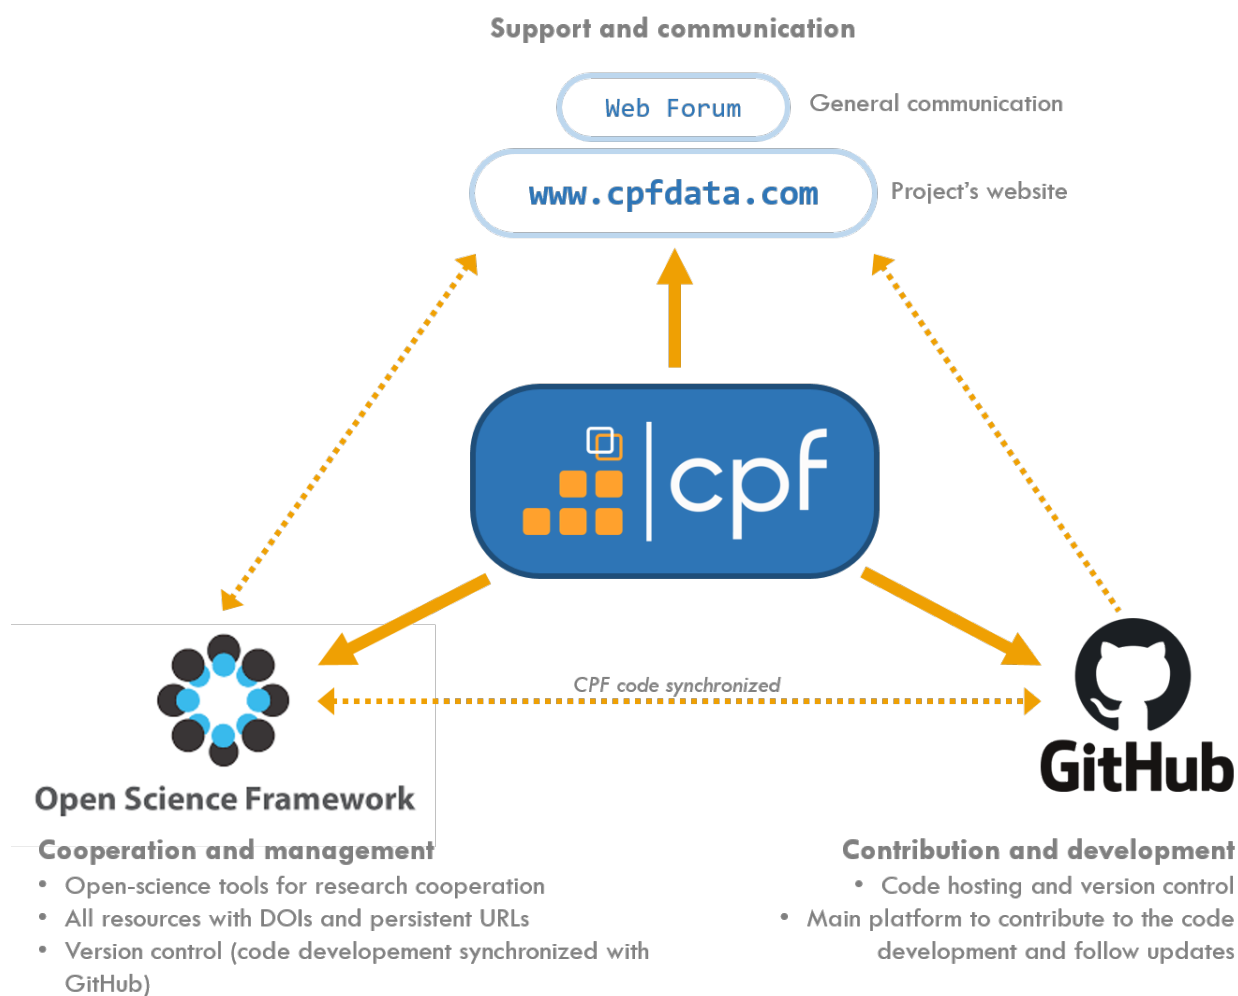 Support and communication
Web Forum
General communication
www.cpfdata.com
Project's website
cpf
CPF code synchronized
Open Science Framework
GitHub
Cooperation and management
• Open-science tools for research cooperation
• All resources with DOIs and persistent URLs
• Version control (code developement synchronized with
GitHub)
Contribution and development
• Code hosting and version control
• Main platform to contribute to the code
development and follow updates